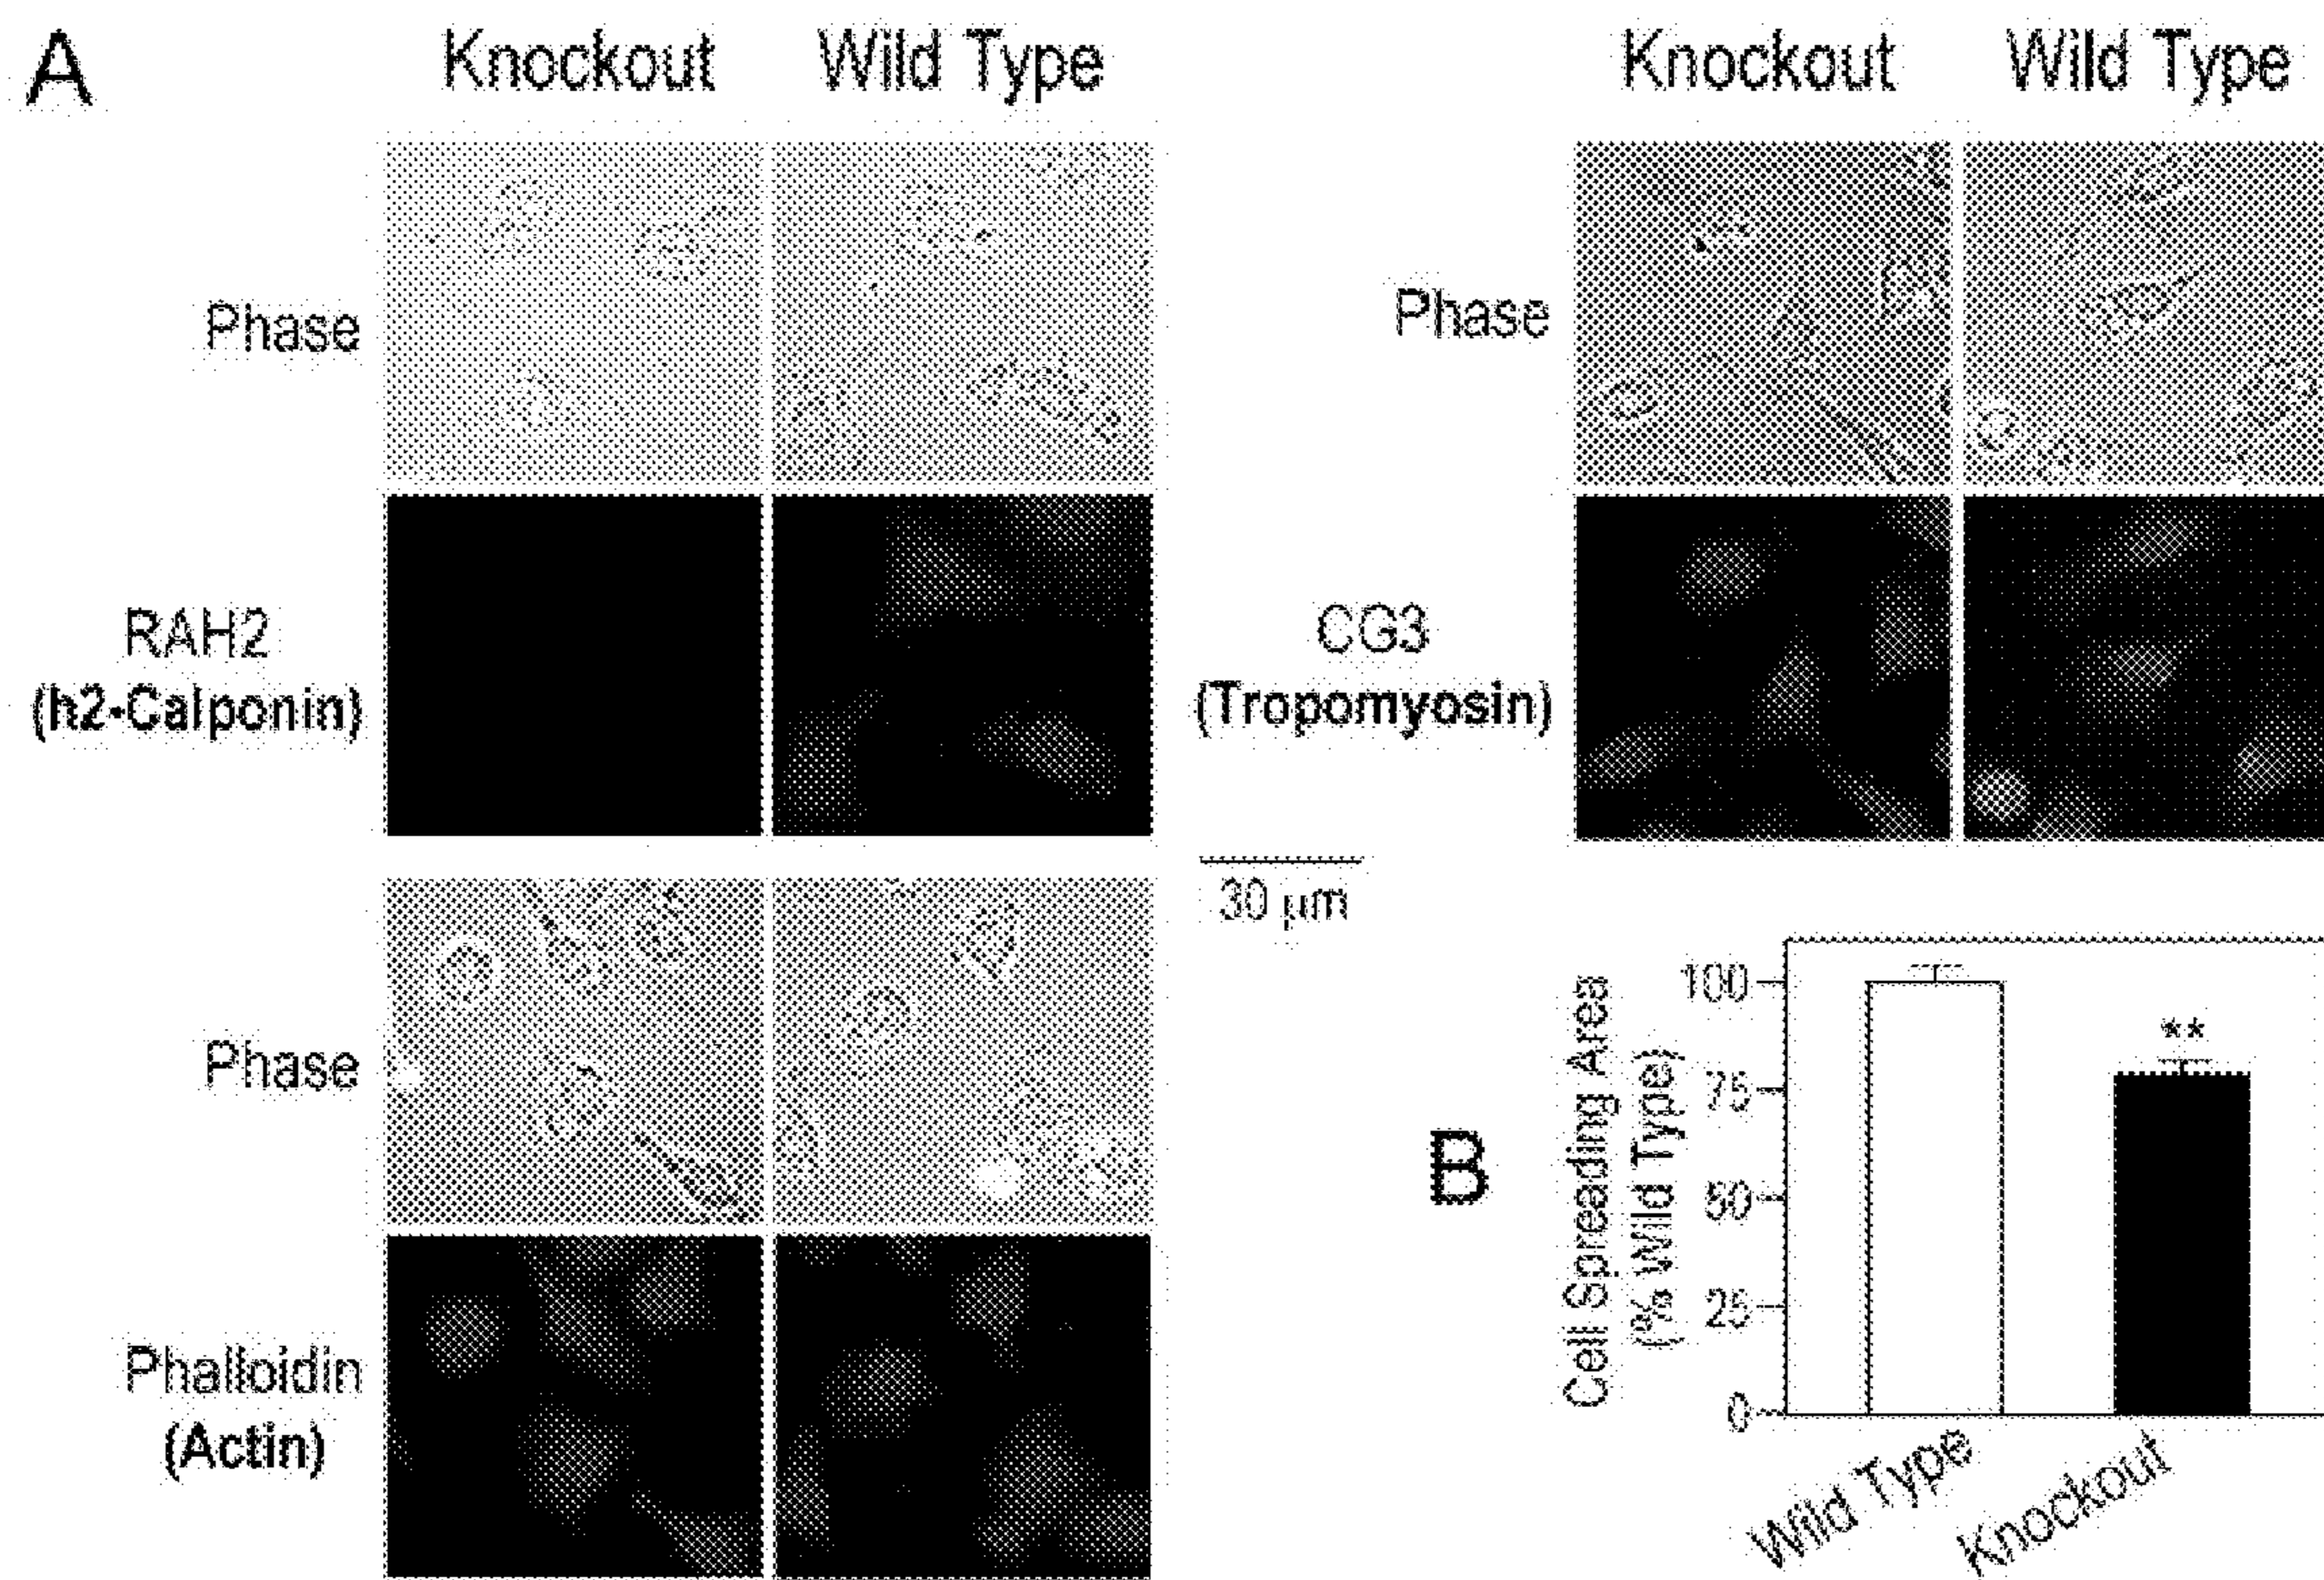 A
Knockout Wild Type
Knockout Wild Type
Phase
Phase
RAH2
(h2-Calponin)
CG3
(Tropomyosin)
30 µm
Phase
Phalloidin
(Actin)
B
Cell Spreading Area
(% Wild Type)
100
75
50
25
0
**
Wild Type
Knockout